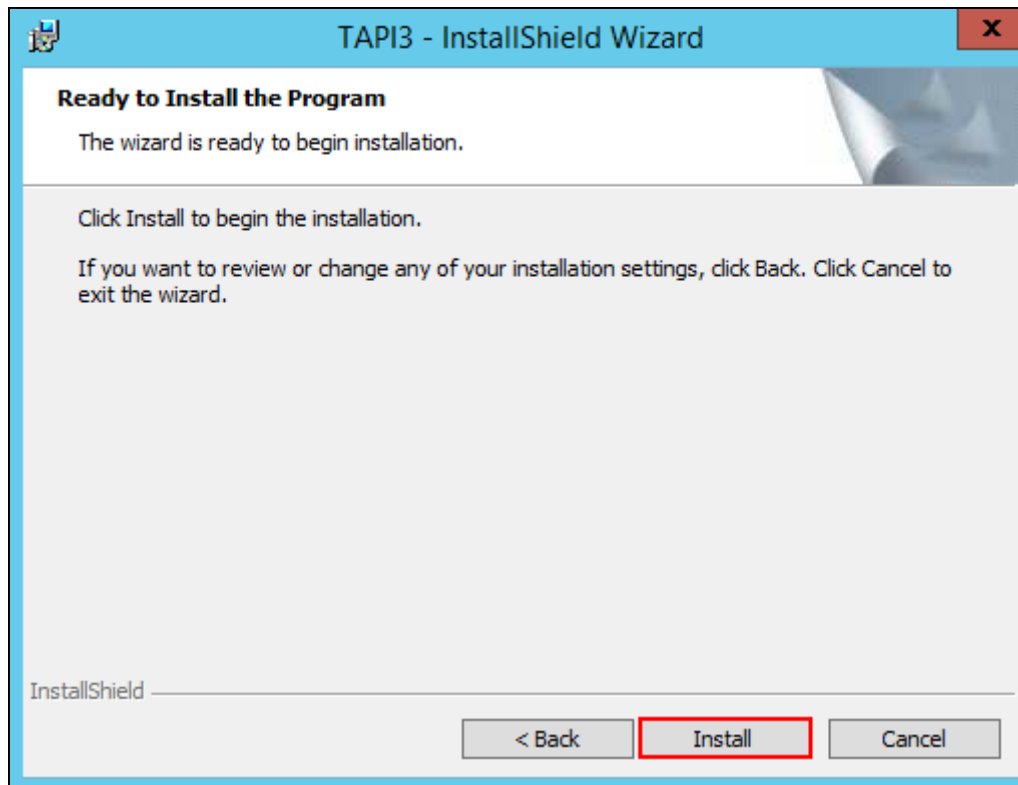 TAPI3 - InstallShield Wizard
x
Ready to Install the Program
The wizard is ready to begin installation.
Click Install to begin the installation.
If you want to review or change any of your installation settings, click Back. Click Cancel to
exit the wizard.
InstallShield
< Back Install Cancel